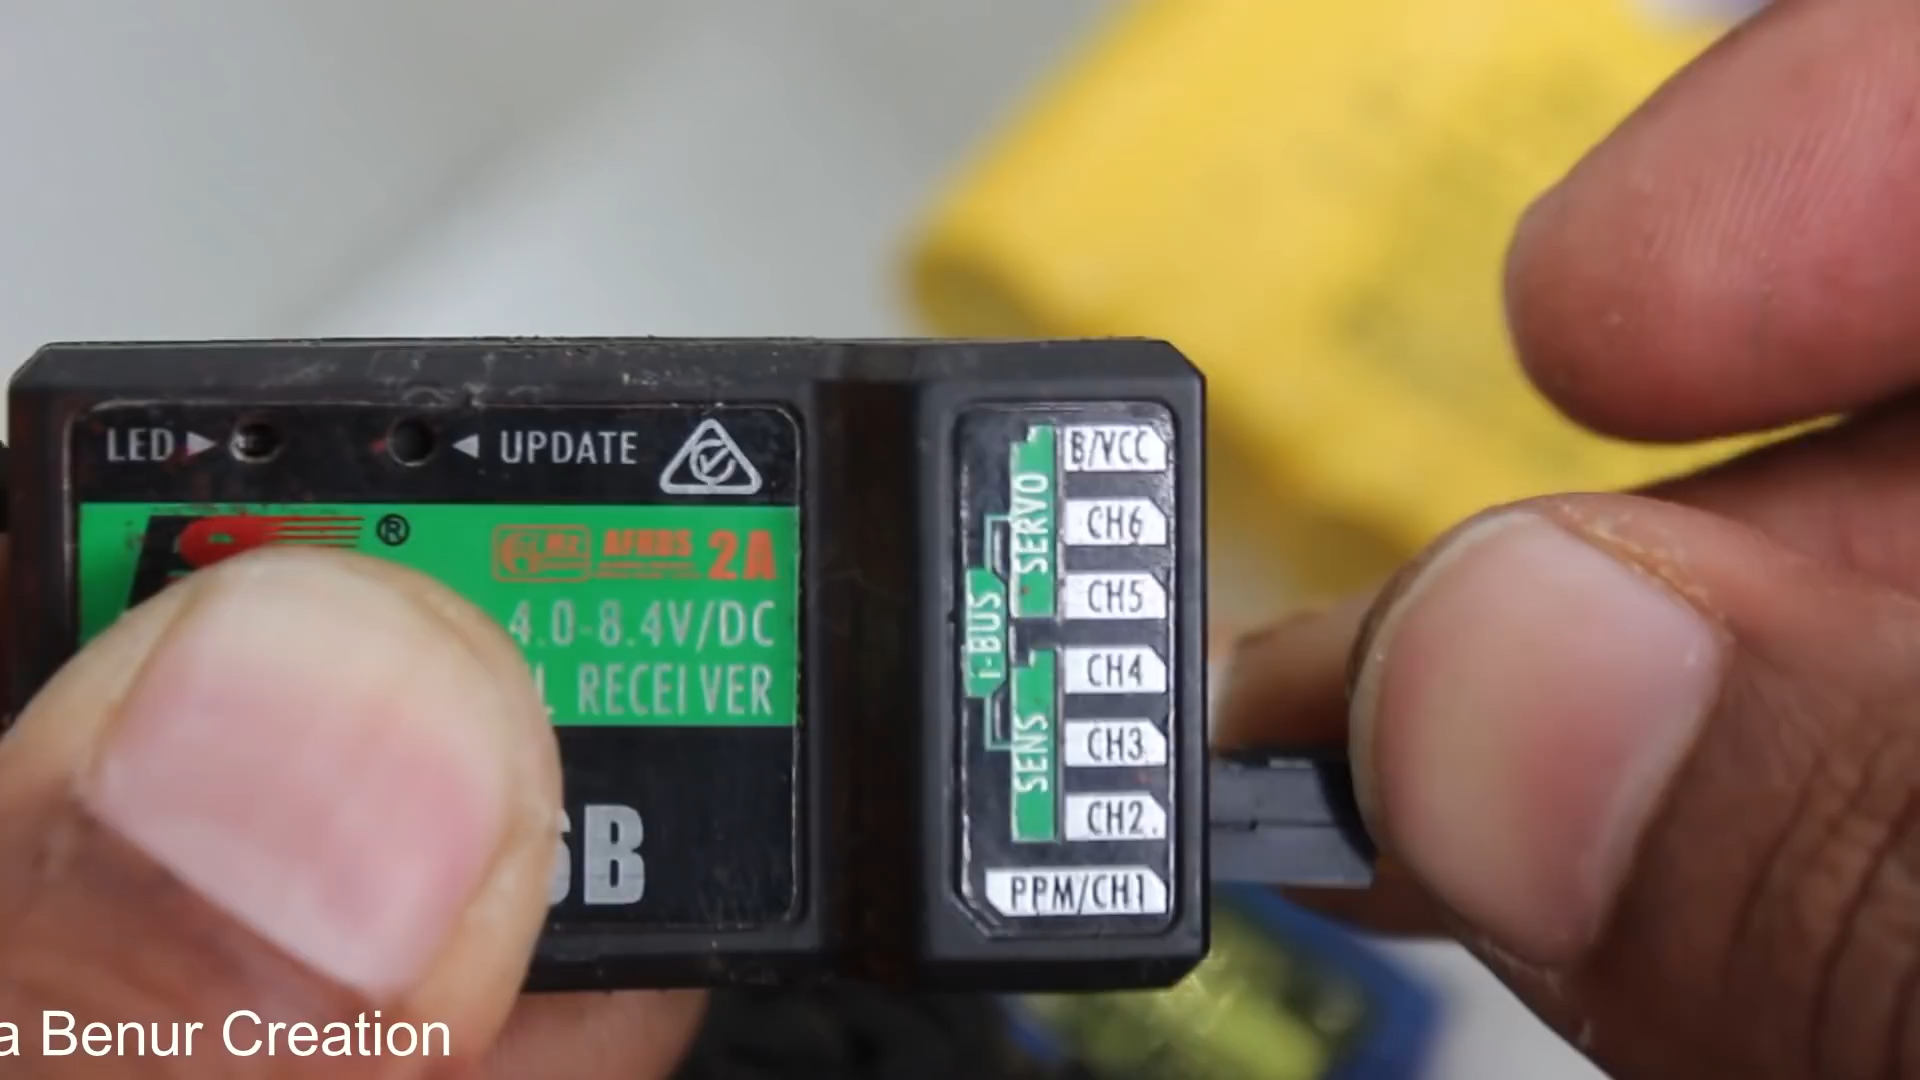 LED UPDATE
®
AFHDS 2A
4.0-8.4V/DC
RECEIVER
6B
B/VCC
CH6
CH5
CH4
CH3
CH2
PPM/CH1
SERVO
i-BUS
SENS
a Benur Creation